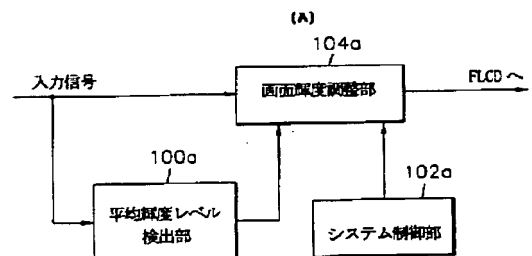 (A)
104a
入力信号
画面輝度調整部
FLCDへ
100a
102a
平均輝度レベル
検出部
システム制御部